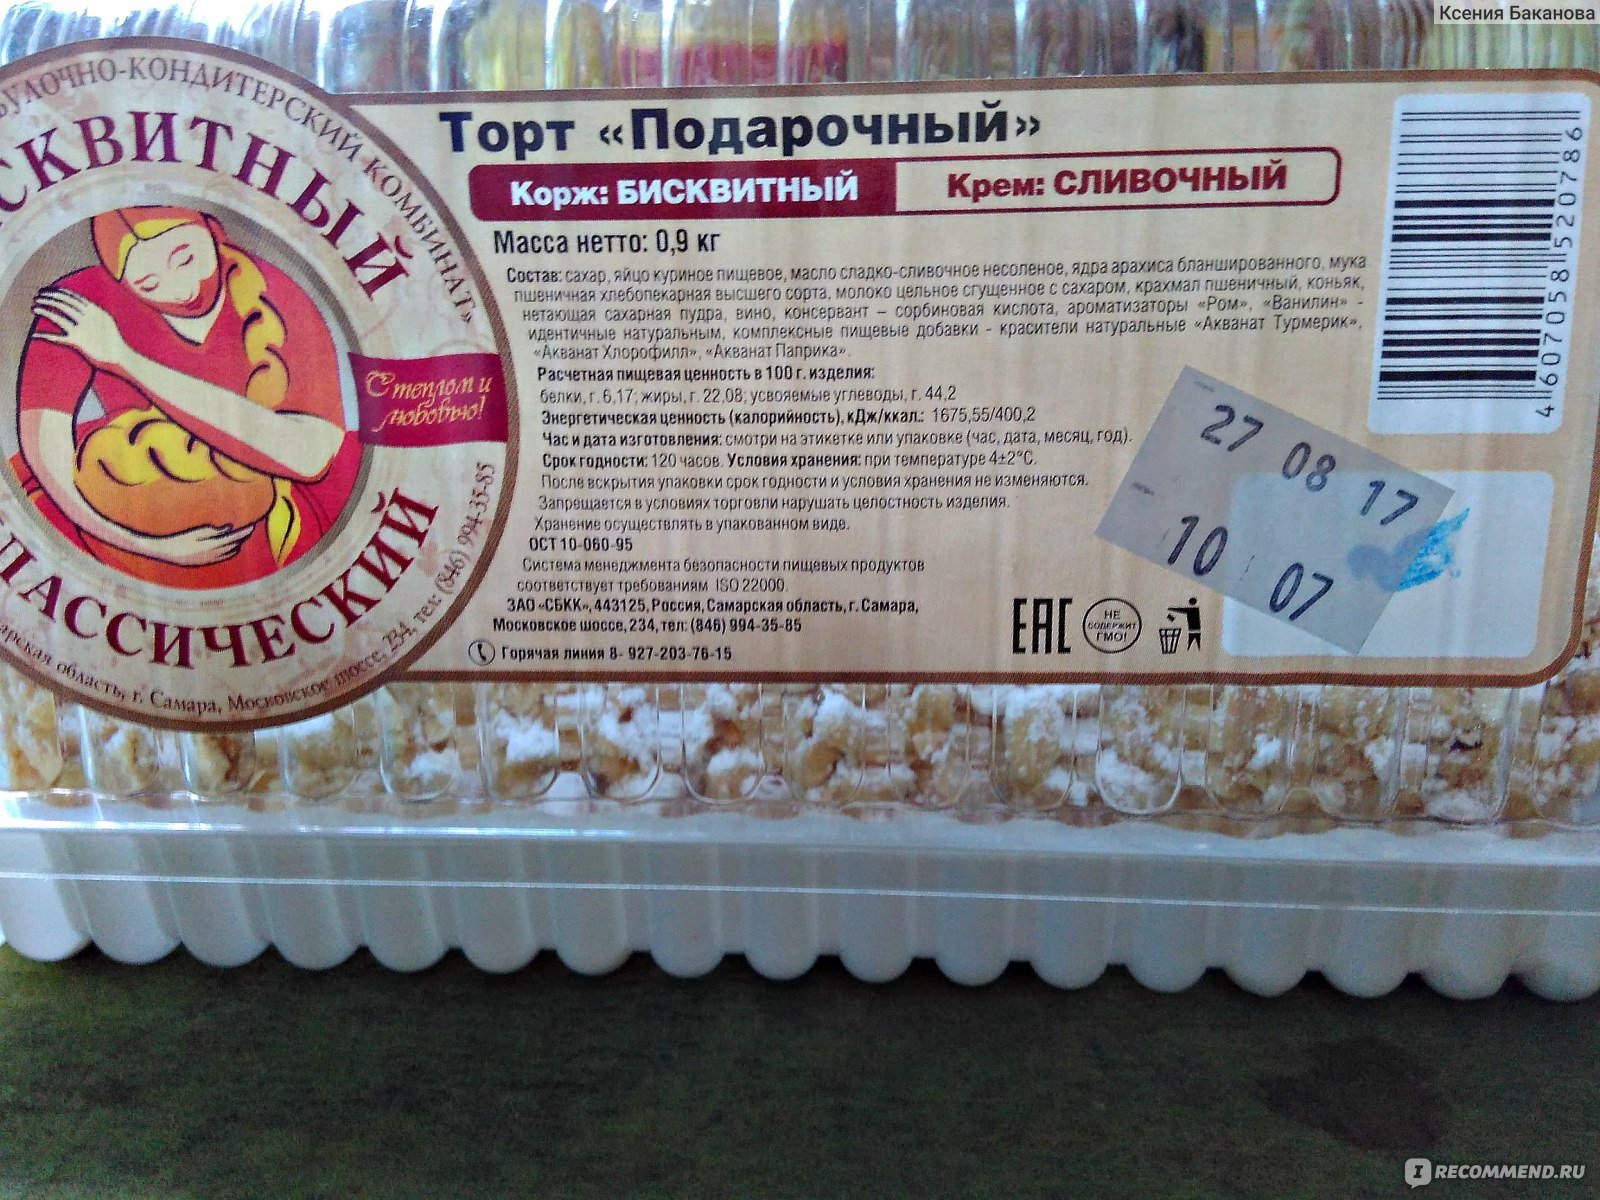 Ксения Баканова
БУЛОЧНО-КОНДИТЕРСКИЙ КОМБИНАТ»
СКВИТНЫЙ
С теплом и
любовью!
ЛАССИЧЕСКИЙ
арская область, г. Самара, Московское шоссе, 234, тел: (846) 994-35-85
Торт «Подарочный»
Корж: БИСКВИТНЫЙ Крем: СЛИВОЧНЫЙ
Масса нетто: 0,9 кг
Состав: сахар, яйцо куриное пищевое, масло сладко-сливочное несоленое, ядра арахиса бланшированного, мука
пшеничная хлебопекарная высшего сорта, молоко цельное сгущенное с сахаром, крахмал пшеничный, коньяк,
нетающая сахарная пудра, вино, консервант – сорбиновая кислота, ароматизаторы «Ром», «Ванилин» -
идентичные натуральным, комплексные пищевые добавки - красители натуральные «Акванат Турмерик»,
«Акванат Хлорофилл», «Акванат Паприка».
Расчетная пищевая ценность в 100 г. изделия:
белки, г. 6,17; жиры, г. 22,08; усвояемые углеводы, г. 44,2
Энергетическая ценность (калорийность), кДж/ккал.: 1675,55/400,2
Час и дата изготовления: смотри на этикетке или упаковке (час, дата, месяц, год).
Срок годности: 120 часов. Условия хранения: при температуре 4±2°С.
После вскрытия упаковки срок годности и условия хранения не изменяются.
Запрещается в условиях торговли нарушать целостность изделия.
Хранение осуществлять в упакованном виде.
ОСТ 10-060-95
Система менеджмента безопасности пищевых продуктов
соответствует требованиям ISO 22000.
ЗАО «СБКК», 443125, Россия, Самарская область, г. Самара,
Московское шоссе, 234, тел: (846) 994-35-85
Горячая линия 8- 927-203-76-15
EAC
НЕ
СОДЕРЖИТ
ГМО!
27 08 17
10 07
4 607058 520786
IRECOMMEND.RU